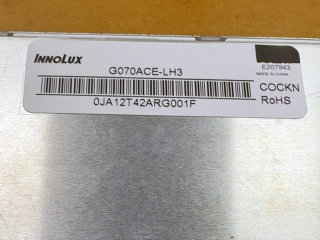 INNOLUX
G070ACE-LH3
0JA12T42ARG001F
E207943
MADE IN CHINA
COCKN
RoHS